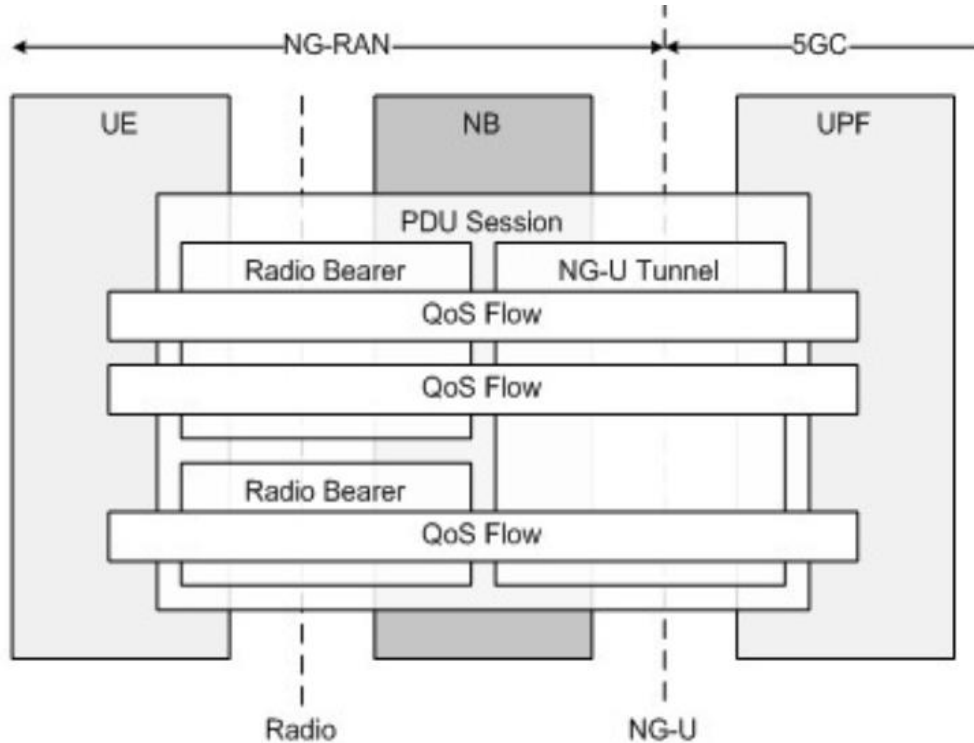 NG-RAN 5GC
UE NB UPF
PDU Session
Radio Bearer NG-U Tunnel
QoS Flow
QoS Flow
Radio Bearer
QoS Flow
Radio NG-U